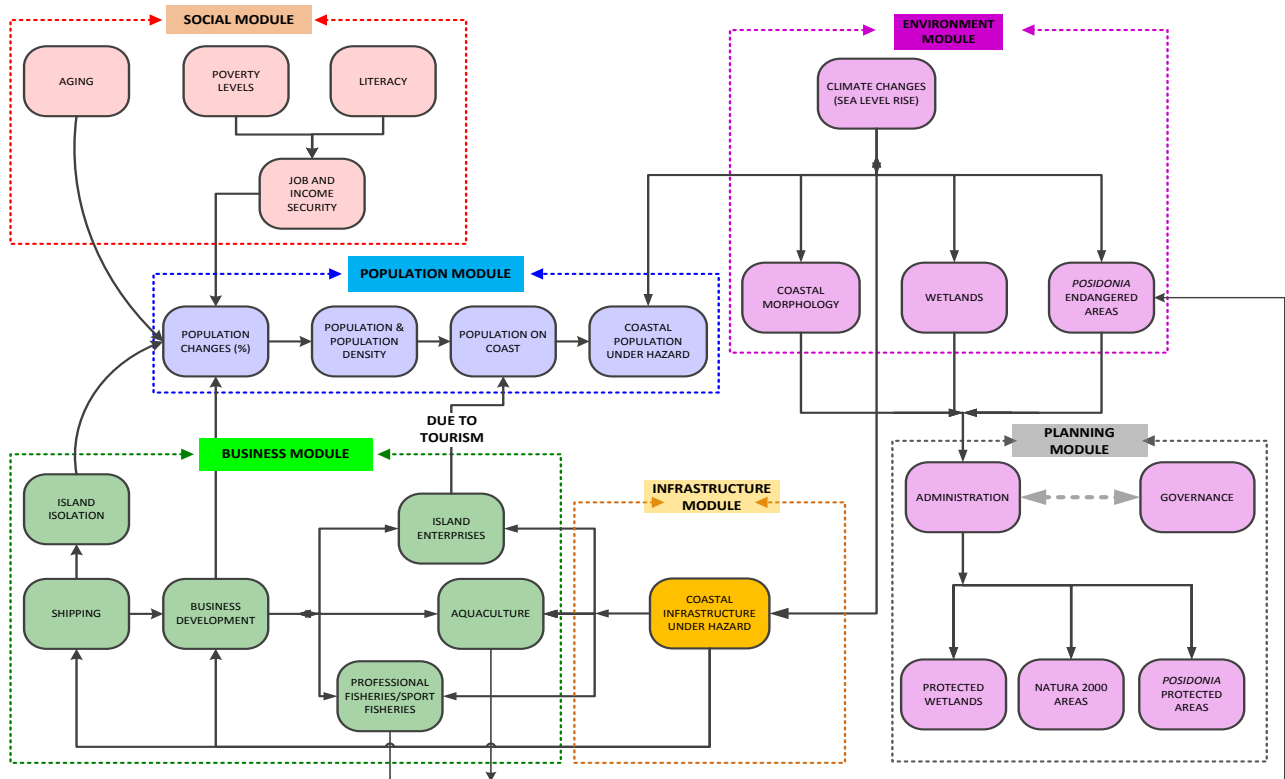 SOCIAL MODULE
ENVIRONMENT
MODULE
AGING
POVERTY
LEVELS
LITERACY
CLIMATE CHANGES
(SEA LEVEL RISE)
JOB AND
INCOME
SECURITY
POPULATION MODULE
COASTAL
MORPHOLOGY
WETLANDS
POSIDONIA
ENDANGERED
AREAS
POPULATION
CHANGES (%)
POPULATION &
POPULATION
DENSITY
POPULATION ON
COAST
COASTAL
POPULATION
UNDER HAZARD
DUE TO
TOURISM
BUSINESS MODULE
PLANNING
MODULE
INFRASTRUCTURE
MODULE
ISLAND
ISOLATION
ISLAND
ENTERPRISES
ADMINISTRATION
GOVERNANCE
SHIPPING
BUSINESS
DEVELOPMENT
AQUACULTURE
COASTAL
INFRASTRUCTURE
UNDER HAZARD
PROFESSIONAL
FISHERIES/SPORT
FISHERIES
PROTECTED
WETLANDS
NATURA 2000
AREAS
POSIDONIA
PROTECTED
AREAS